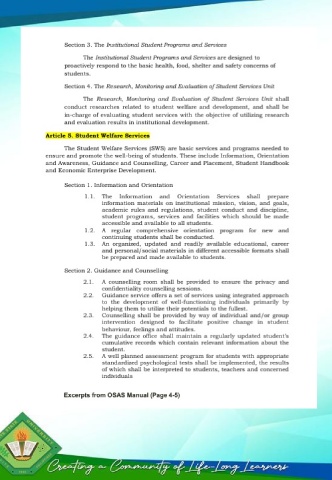 Section 3. The Institutional Student Programs and Services
The Institutional Student Programs and Services are designed to
proactively respond to the basic health, food, shelter and safety concerns of
students.
Section 4. The Research, Monitoring and Evaluation of Student Services Unit
The Research, Monitoring and Evaluation of Student Services Unit shall
conduct researches related to student welfare and development, and shall be
in-charge of evaluating student services with the objective of utilizing research
and evaluation results in institutional development.
Article 8. Student Welfare Services
The Student Welfare Services (SWS) are basic services and programs needed to
ensure and promote the well-being of students. These include Information, Orientation
and Awareness, Guidance and Counselling, Career and Placement, Student Handbook
and Economic Enterprise Development.
Section 1. Information and Orientation
1.1. The Information and Orientation Services shall prepare
information materials on institutional mission, vision, and goals,
academic rules and regulations, student conduct and discipline,
student programs, services and facilities which should be made
accessible and available to all students.
1.2. A regular comprehensive orientation program for new and
continuing students shall be conducted.
1.3. An organized, updated and readily available educational, career
and personal/social materials in different accessible formats shall
be prepared and made available to students.
Section 2. Guidance and Counselling
2.1. A counselling room shall be provided to ensure the privacy and
confidentiality counselling sessions.
2.2. Guidance service offers a set of services using integrated approach
to the development of well-functioning individuals primarily by
helping them to utilize their potentials to the fullest.
2.3. Counselling shall be provided by way of individual and/or group
intervention designed to facilitate positive change in student
behaviour, feelings and attitudes.
2.4. The guidance office shall maintain a regularly updated student's
cumulative records which contain relevant information about the
student.
2.5. A well planned assessment program for students with appropriate
standardized psychological tests shall be implemented, the results
of which shall be interpreted to students, teachers and concerned
individuals
Excerpts from OSAS Manual (Page 4-5)
Creating a Community of Life-Long Learners